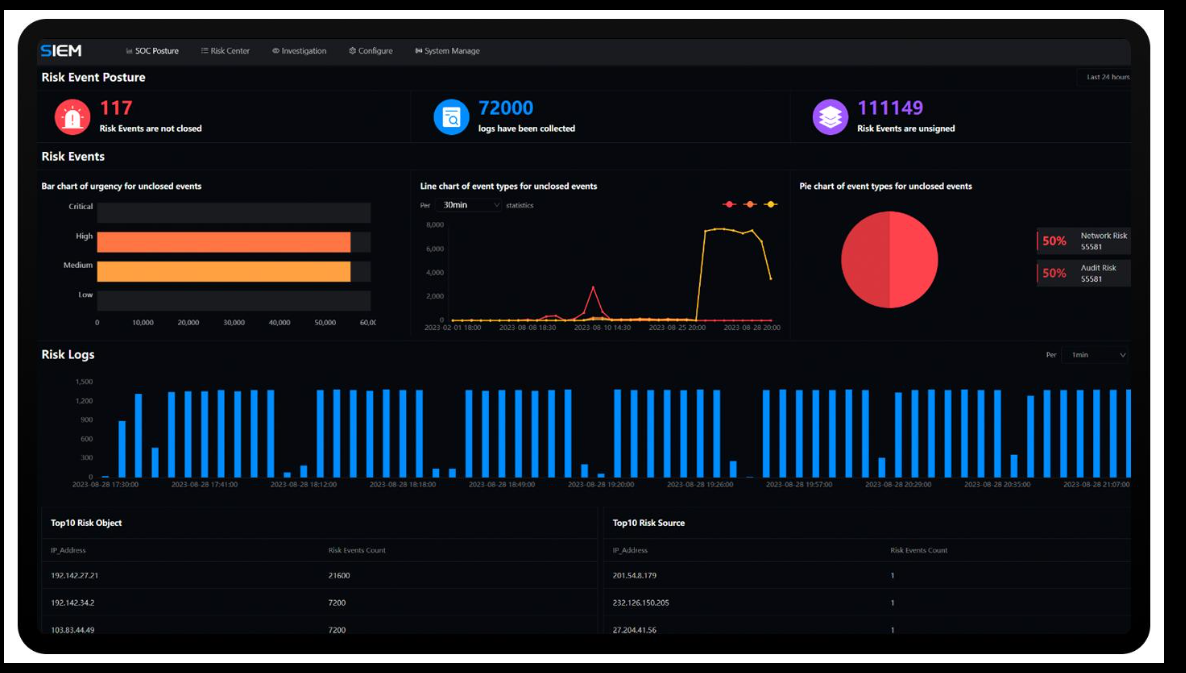 SIEM
SOC Posture
Risk Center
Investigation
Configure
System Manage
Risk Event Posture
Last 24 hours
117
Risk Events are not closed
72000
logs have been collected
111149
Risk Events are unsigned
Risk Events
Bar chart of urgency for unclosed events
Critical
High
Medium
Low
0 10,000 20,000 30,000 40,000 50,000 60,0(
Line chart of event types for unclosed events
Per 30min statistics
8,000
6,000
4,000
2,000
0
2023-02-01 18:00 2023-08-08 18:30 2023-08-10 14:30 2023-08-25 20:00 2023-08-28 20:00
Pie chart of event types for unclosed events
50% Network Risk
55581
50% Audit Risk
55581
Risk Logs
Per 1min
1,500
1,200
900
600
300
0
2023-08-28 17:30:00 2023-08-28 17:41:00 2023-08-28 18:12:00 2023-08-28 18:18:00 2023-08-28 18:49:00 2023-08-28 19:20:00 2023-08-28 19:26:00 2023-08-28 19:57:00 2023-08-28 20:29:00 2023-08-28 20:35:00 2023-08-28 21:07:00
Top10 Risk Object
IP_Address Risk Events Count
192.142.27.21 21600
192.142.34.2 7200
103.83.44.49 7200
Top10 Risk Source
IP_Address Risk Events Count
201.54.8.179 1
232.126.150.205 1
27.204.41.56 1